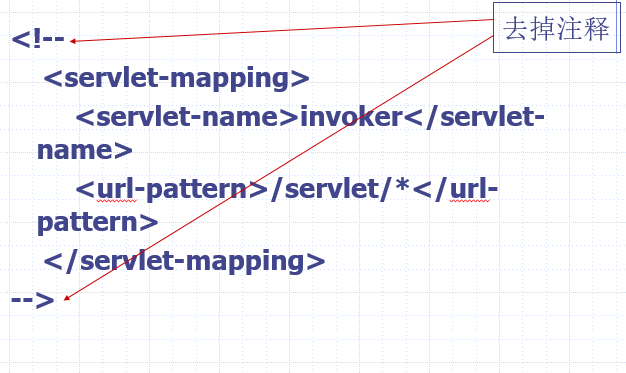 去掉注释
<!--
<servlet-mapping>
<servlet-name>invoker</servlet-
name>
<url-pattern>/servlet/*</url-
pattern>
</servlet-mapping>
-->